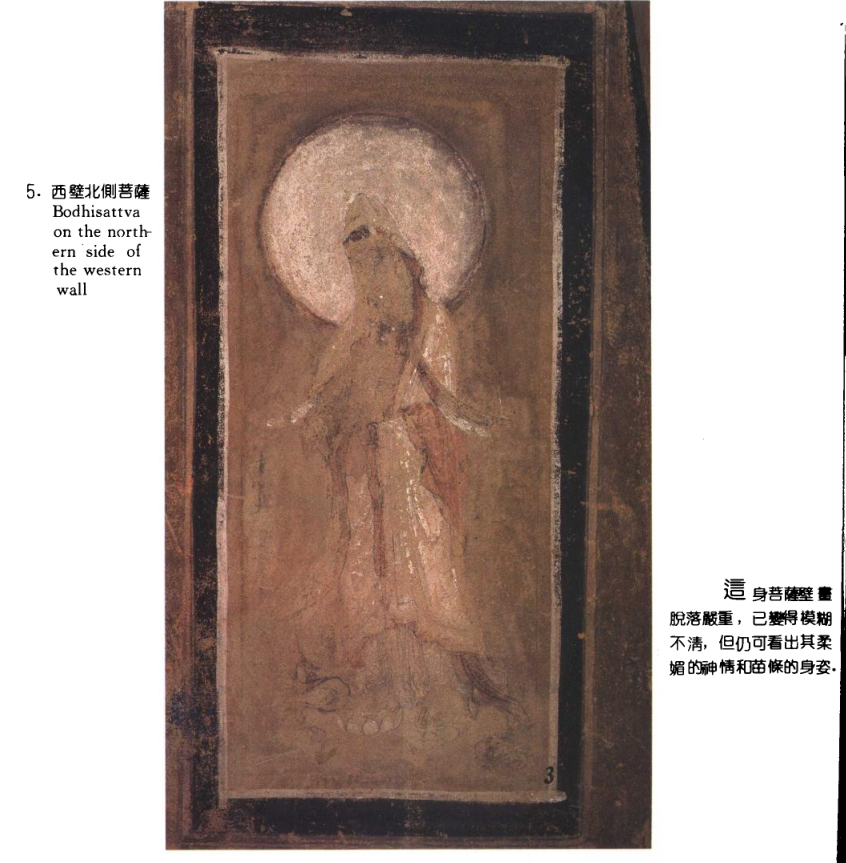 5. 西壁北側菩薩
Bodhisattva
on the north-
ern side of
the western
wall
3
這身菩薩壁畫
脫落嚴重，已變得模糊
不清，但仍可看出其柔
媚的神情和苗條的身姿.